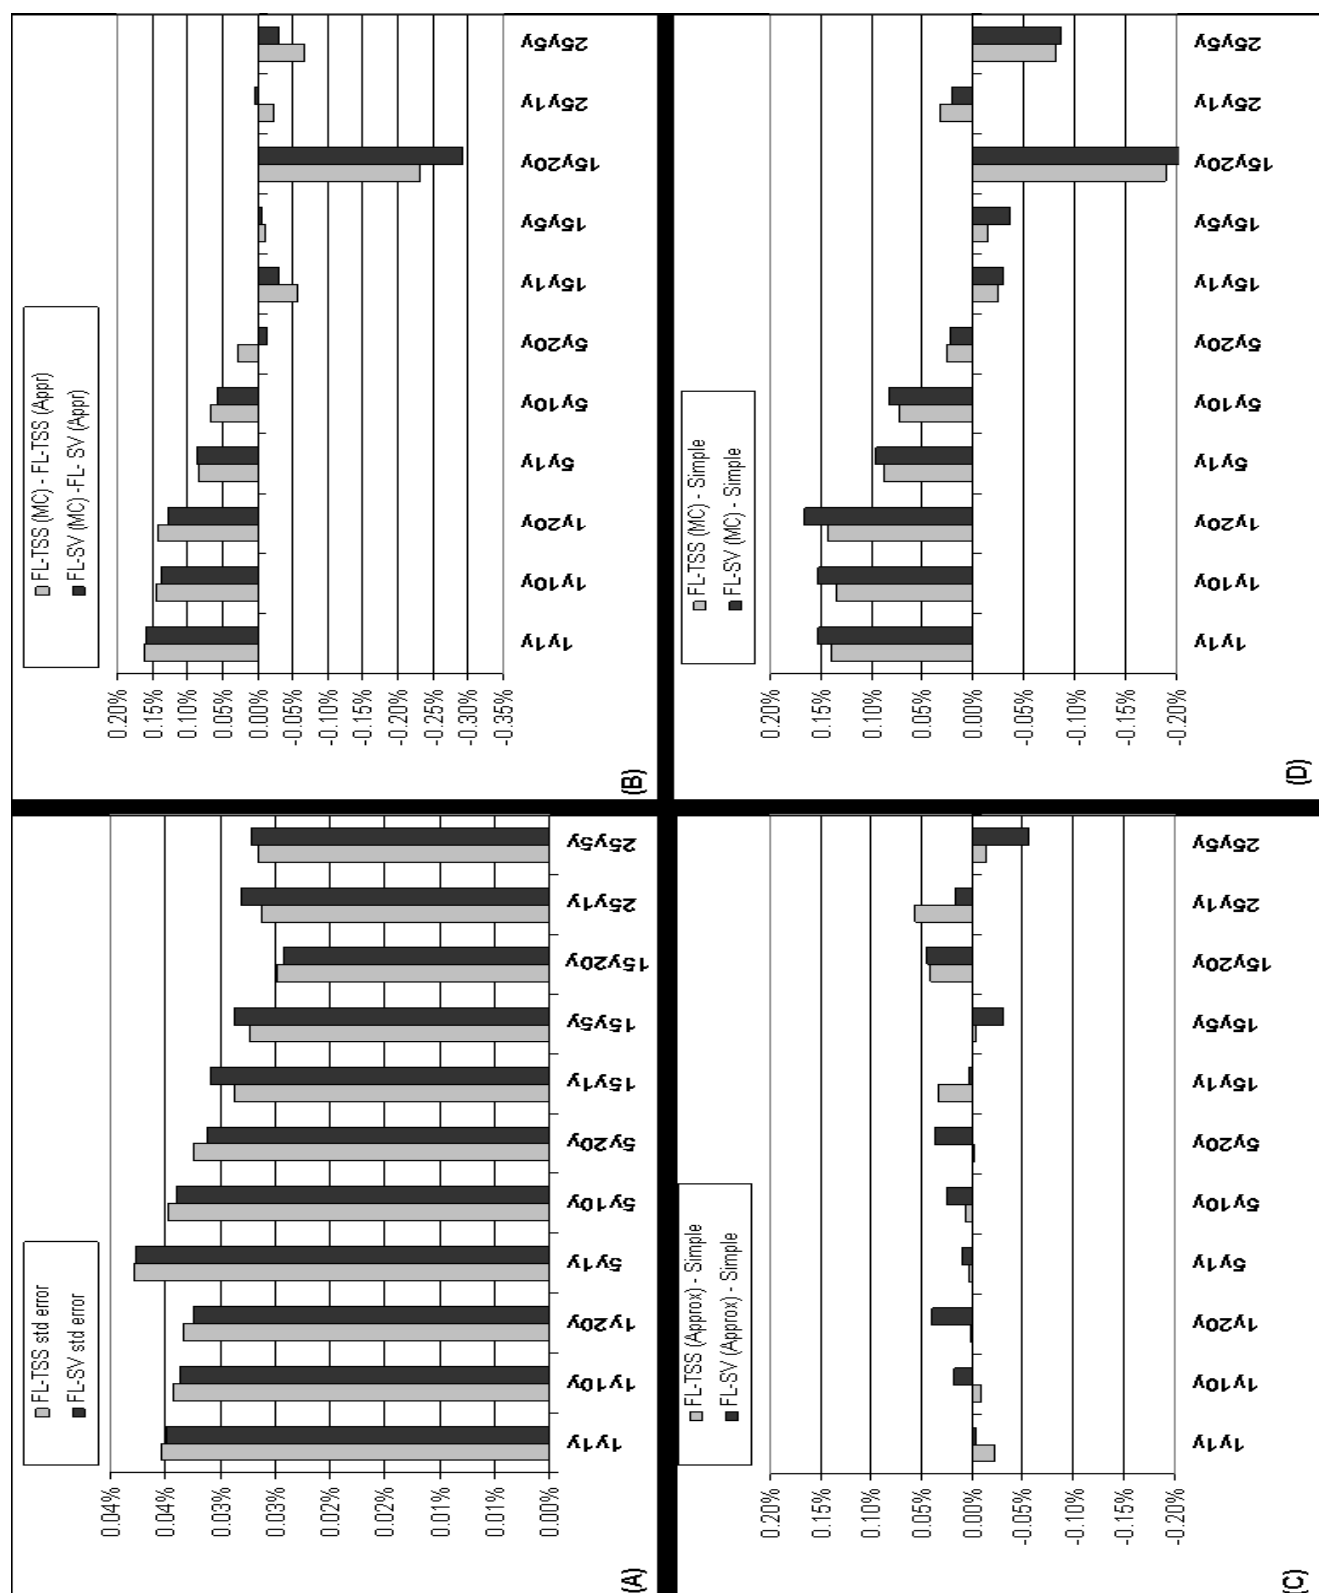 FL-TSS std error
FL-SV std error
0.04%
0.04%
0.03%
0.03%
0.02%
0.02%
0.01%
0.01%
0.00%
1y1y
1y10y
1y20y
5y1y
5y10y
5y20y
15y1y
15y5y
15y20y
25y1y
25y5y
(A)
FL-TSS (MC) - FL-TSS (Appr)
FL-SV (MC) -FL- SV (Appr)
0.20%
0.15%
0.10%
0.05%
0.00%
-0.05%
-0.10%
-0.15%
-0.20%
-0.25%
-0.30%
-0.35%
1y1y
1y10y
1y20y
5y1y
5y10y
5y20y
15y1y
15y5y
15y20y
25y1y
25y5y
(B)
FL-TSS (Approx) - Simple
FL-SV (Approx) - Simple
0.20%
0.15%
0.10%
0.05%
0.00%
-0.05%
-0.10%
-0.15%
-0.20%
1y1y
1y10y
1y20y
5y1y
5y10y
5y20y
15y1y
15y5y
15y20y
25y1y
25y5y
(C)
FL-TSS (MC) - Simple
FL-SV (MC) - Simple
0.20%
0.15%
0.10%
0.05%
0.00%
-0.05%
-0.10%
-0.15%
-0.20%
1y1y
1y10y
1y20y
5y1y
5y10y
5y20y
15y1y
15y5y
15y20y
25y1y
25y5y
(D)